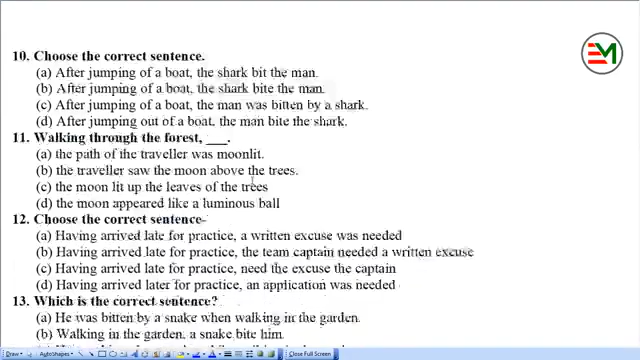 EM
10. Choose the correct sentence.
(a) After jumping of a boat, the shark bit the man.
(b) After jumping of a boat, the shark bite the man.
(c) After jumping of a boat, the man was bitten by a shark.
(d) After jumping out of a boat, the man bite the shark.
11. Walking through the forest, ___.
(a) the path of the traveller was moonlit.
(b) the traveller saw the moon above the trees.
(c) the moon lit up the leaves of the trees
(d) the moon appeared like a luminous ball
12. Choose the correct sentence-
(a) Having arrived late for practice, a written excuse was needed
(b) Having arrived late for practice, the team captain needed a written excuse
(c) Having arrived late for practice, need the excuse the captain
(d) Having arrived later for practice, an application was needed
13. Which is the correct sentence?
(a) He was bitten by a snake when walking in the garden.
(b) Walking in the garden, a snake bite him.
Draw AutoShapes Close Full Screen